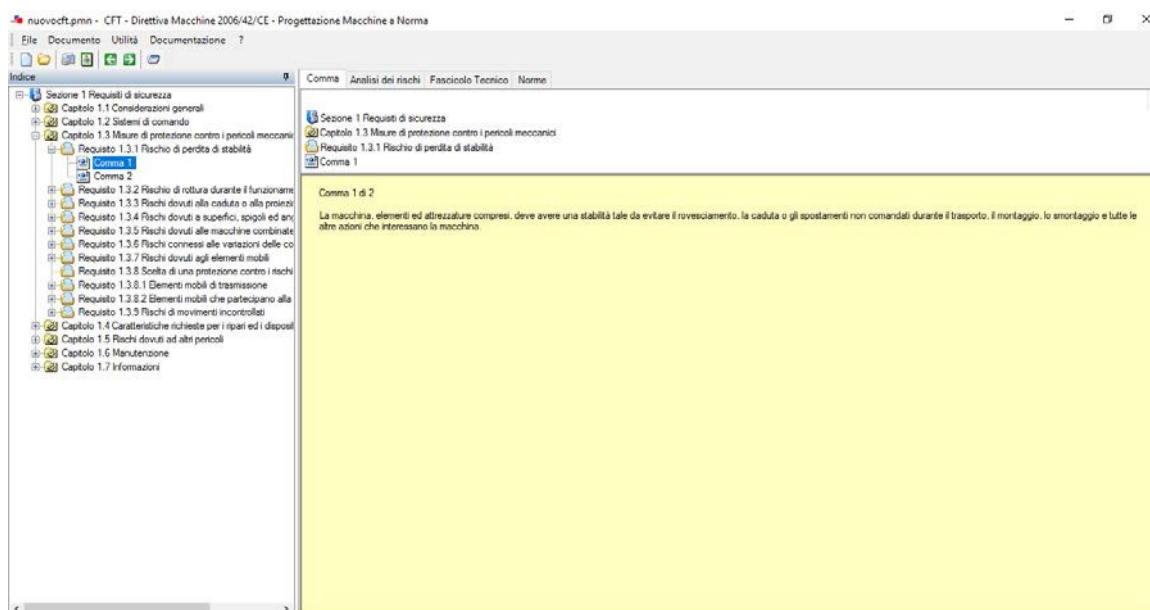 nuovocft.pmn - CFT - Direttiva Macchine 2006/42/CE - Progettazione Macchine a Norma
File Documento Utilità Documentazione ?
Indice
Sezione 1 Requisiti di sicurezza
Capitolo 1.1 Considerazioni generali
Capitolo 1.2 Sistemi di comando
Capitolo 1.3 Misure di protezione contro i pericoli meccanic
Requisito 1.3.1 Rischio di perdita di stabilità
Comma 1
Comma 2
Requisito 1.3.2 Rischio di rottura durante il funzioname
Requisito 1.3.3 Rischi dovuti alla caduta o alla proiezio
Requisito 1.3.4 Rischi dovuti a superfici, spigoli ed ang
Requisito 1.3.5 Rischi dovuti alle macchine combinate
Requisito 1.3.6 Rischi connessi alle variazioni delle co
Requisito 1.3.7 Rischi dovuti agli elementi mobili
Requisito 1.3.8 Scelta di una protezione contro i rischi
Requisito 1.3.8.1 Elementi mobili di trasmissione
Requisito 1.3.8.2 Elementi mobili che partecipano alla
Requisito 1.3.9 Rischi di movimenti incontrollati
Capitolo 1.4 Caratteristiche richieste per i ripari ed i disposit
Capitolo 1.5 Rischi dovuti ad altri pericoli
Capitolo 1.6 Manutenzione
Capitolo 1.7 Informazioni
Comma Analisi dei rischi Fascicolo Tecnico Norme
Sezione 1 Requisiti di sicurezza
Capitolo 1.3 Misure di protezione contro i pericoli meccanici
Requisito 1.3.1 Rischio di perdita di stabilità
Comma 1
Comma 1 di 2
La macchina, elementi ed attrezzature compresi, deve avere una stabilità tale da evitare il rovesciamento, la caduta o gli spostamenti non comandati durante il trasporto, il montaggio, lo smontaggio e tutte le
altre azioni che interessano la macchina.